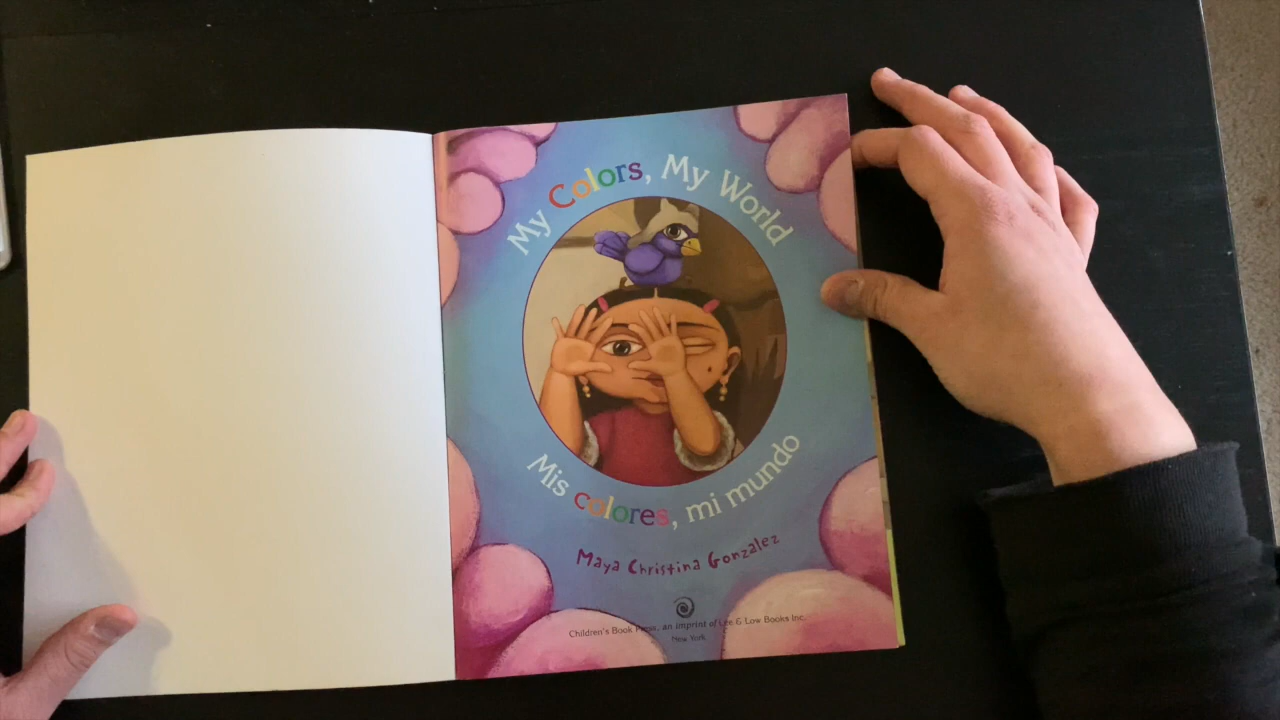 My Colors, My World
Mis colores, mi mundo
Maya Christina Gonzalez
Children's Book Press, an imprint of Lee & Low Books Inc.
New York